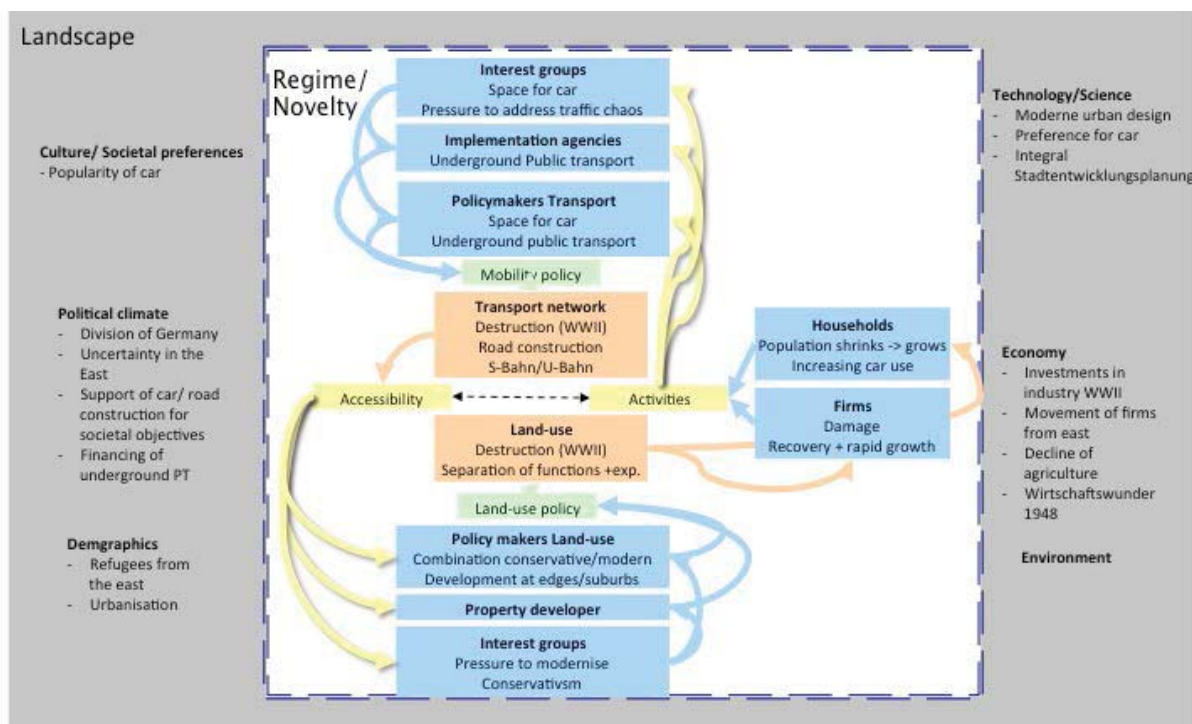 Landscape
Culture/ Societal preferences
- Popularity of car
Political climate
- Division of Germany
- Uncertainty in the
East
- Support of car/ road
construction for
societal objectives
- Financing of
underground PT
Demgraphics
- Refugees from
the east
- Urbanisation
Regime/
Novelty
Interest groups
Space for car
Pressure to address traffic chaos
Implementation agencies
Underground Public transport
Policymakers Transport
Space for car
Underground public transport
Mobility policy
Transport network
Destruction (WWII)
Road construction
S-Bahn/U-Bahn
Accessibility
Activities
Land-use
Destruction (WWII)
Separation of functions +exp.
Land-use policy
Policy makers Land-use
Combination conservative/modern
Development at edges/suburbs
Property developer
Interest groups
Pressure to modernise
Conservativsm
Households
Population shrinks -> grows
Increasing car use
Firms
Damage
Recovery + rapid growth
Technology/Science
- Moderne urban design
- Preference for car
- Integral
Stadtentwicklungsplanung
Economy
- Investments in
industry WWII
- Movement of firms
from east
- Decline of
agriculture
- Wirtschaftswunder
1948
Environment